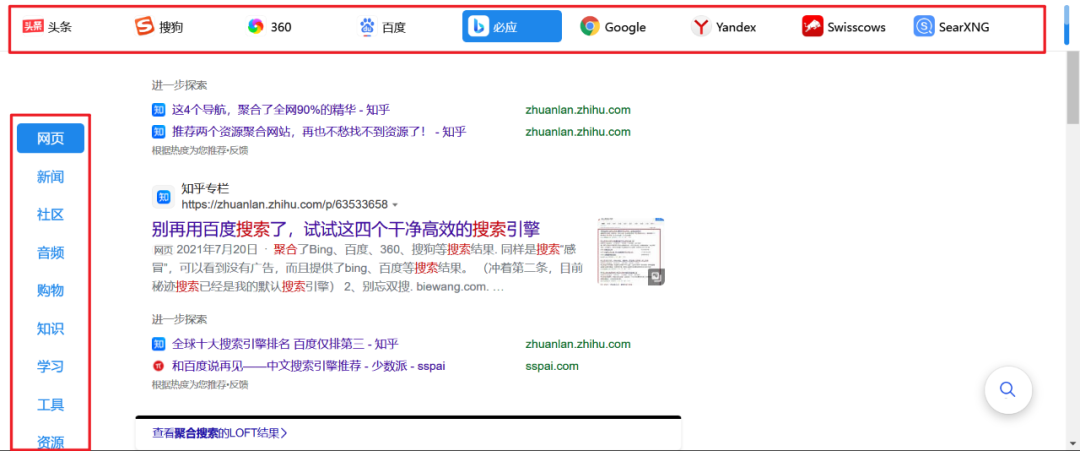 头条 头条 搜狗 360 百度 必应 Google Yandex Swisscows SearXNG
进一步探索
知 这4个导航，聚合了全网90%的精华 - 知乎 zhuanlan.zhihu.com
知 推荐两个资源聚合网站，再也不愁找不到资源了！ - 知乎 zhuanlan.zhihu.com
根据热度为您推荐•反馈
网页
新闻
社区
音频
购物
知识
学习
工具
资源
知 知乎专栏
https://zhuanlan.zhihu.com/p/63533658
别再用百度搜索了，试试这四个干净高效的搜索引擎
网页 2021年7月20日 · 聚合了Bing、百度、360、搜狗等搜索结果. 同样是搜索“感
冒”，可以看到没有广告，而且提供了bing、百度等搜索结果。 （冲着第二条，目前
秘迹搜索已经是我的默认搜索引擎） 2、别忘双搜. biewang.com. …
进一步探索
知 全球十大搜索引擎排名 百度仅排第三 - 知乎 zhuanlan.zhihu.com
和百度说再见——中文搜索引擎推荐 - 少数派 - sspai sspai.com
根据热度为您推荐•反馈
查看聚合搜索的LOFT结果